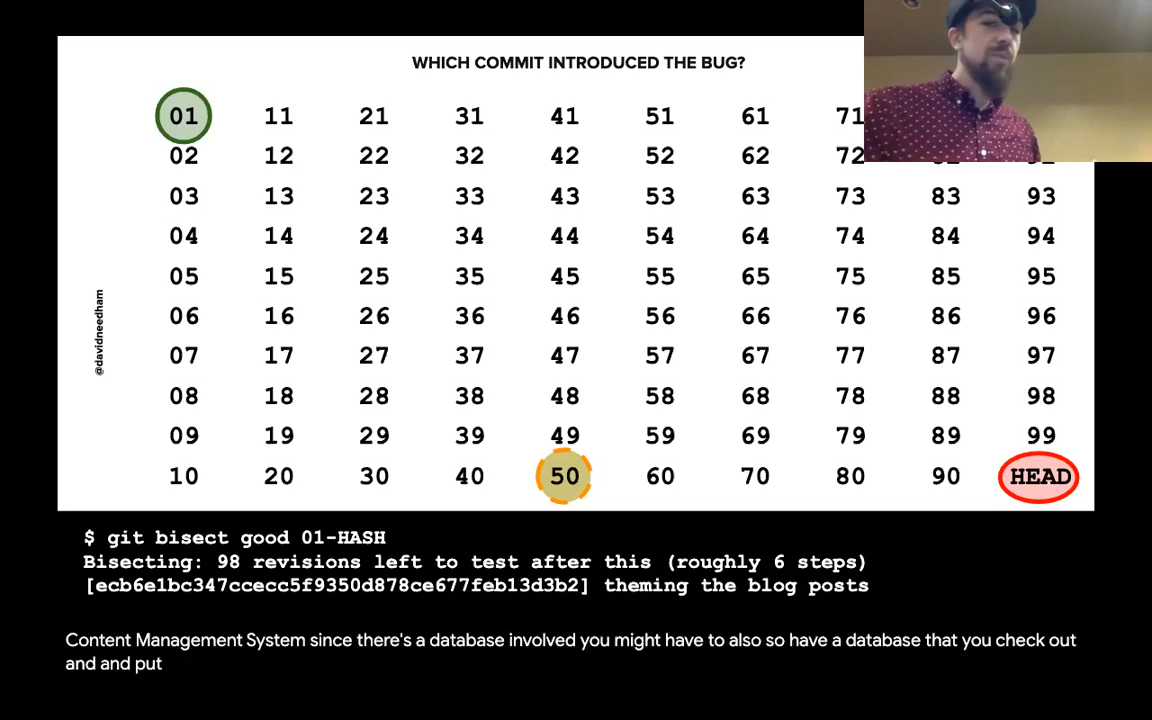 WHICH COMMIT INTRODUCED THE BUG?
01 11 21 31 41 51 61 71
02 12 22 32 42 52 62 72
03 13 23 33 43 53 63 73 83 93
04 14 24 34 44 54 64 74 84 94
05 15 25 35 45 55 65 75 85 95
06 16 26 36 46 56 66 76 86 96
07 17 27 37 47 57 67 77 87 97
08 18 28 38 48 58 68 78 88 98
09 19 29 39 49 59 69 79 89 99
10 20 30 40 50 60 70 80 90 HEAD
@davidneedham
$ git bisect good 01-HASH
Bisecting: 98 revisions left to test after this (roughly 6 steps)
[ecb6e1bc347ccecc5f9350d878ce677feb13d3b2] theming the blog posts
Content Management System since there's a database involved you might have to also so have a database that you check out
and and put